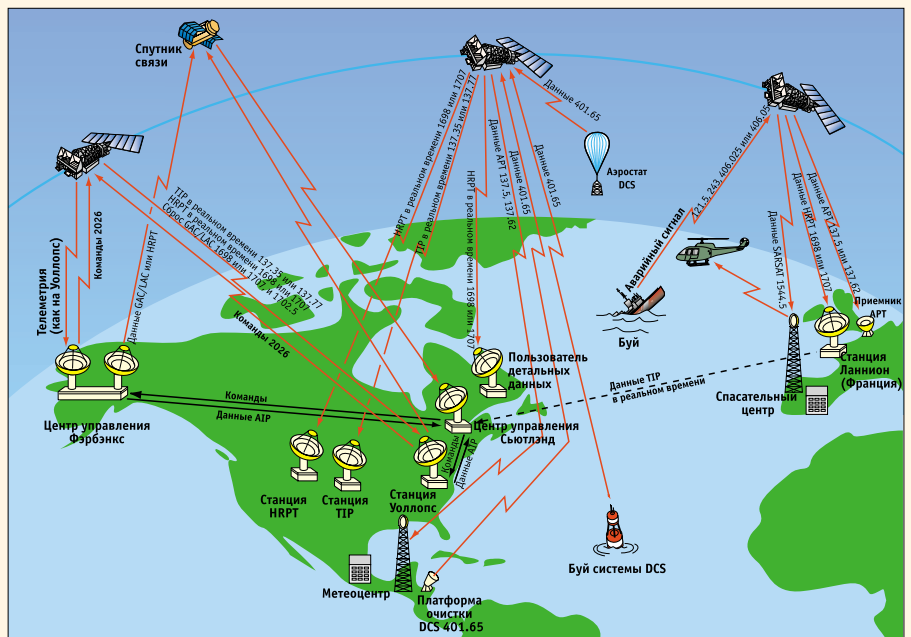 Спутник
связи
Данные 401.65
Аэростат
DCS
HRPT в реальном времени 1698 или 1707
TIP в реальном времени 137.35 или 137.77
HRPT в реальном времени 1698 или 1707
Данные APT 137.5, 137.62
Данные 401.65
Данные 401.65
121.5, 243, 406.025 или 406.05
Аварийный сигнал
Данные SARSAT 1544.5
Данные HRPT 1698 или 1707
Данные APT 137.5 или 137.62
Телеметрия
(как на Уоллопс)
Команды 2026
Данные GAC/LAC или HRPT
TIP в реальном времени 137.35 или 137.77
HRPT в реальном времени 1698 или 1707
Сброс GAC/LAC 1698 или 1707 и 1702.5
Команды 2026
Буй
Приемник
APT
Станция
Ланнион
(Франция)
Спасательный
центр
Пользователь
детальных
данных
Данные TIP
в реальном времени
Команды
Данные AIP
Центр управления
Фэрбэнкс
Центр управления
Сьютлэнд
Команды
Данные AIP
Станция
HRPT
Станция
TIP
Станция
Уоллопс
Метеоцентр
Платформа
очистки
DCS 401.65
Буй системы DCS